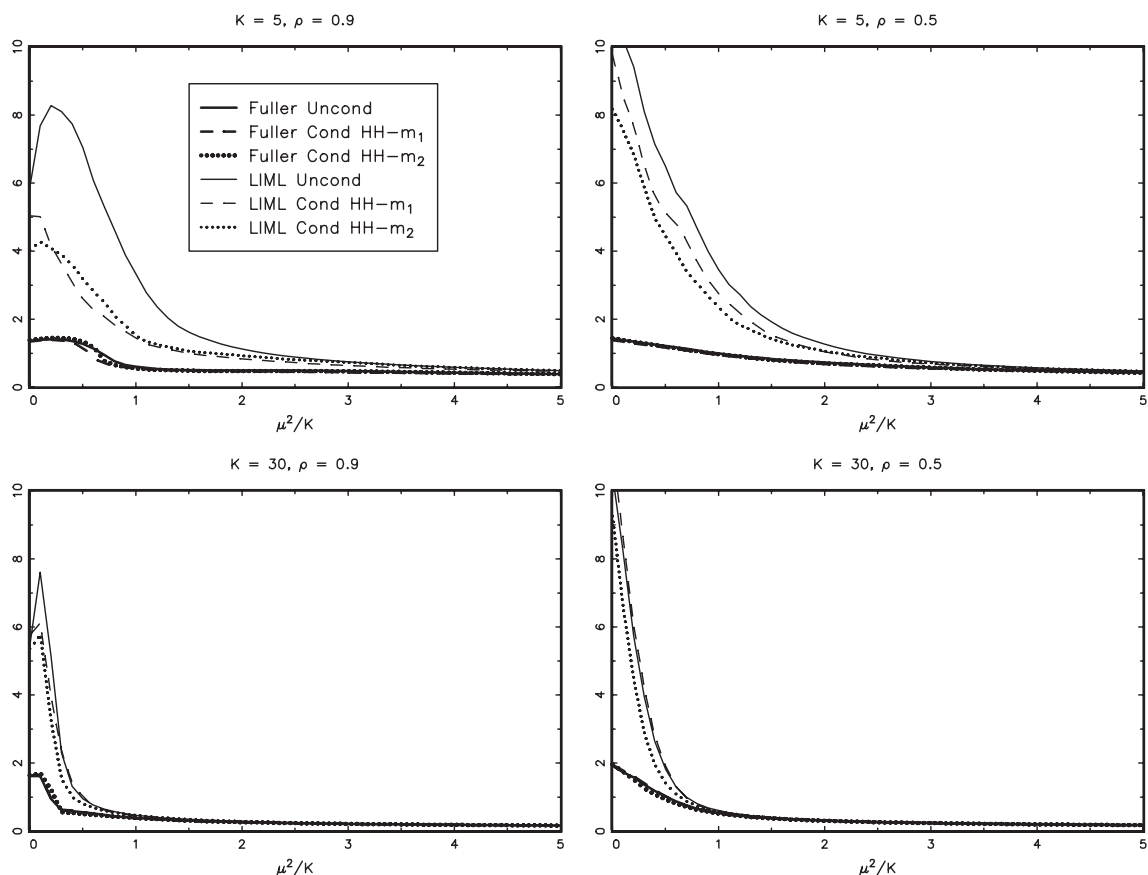 K = 5, ρ = 0.9
10
8
6
4
2
0
Fuller Uncond
Fuller Cond HH−m₁
Fuller Cond HH−m₂
LIML Uncond
LIML Cond HH−m₁
LIML Cond HH−m₂
0 1 2 3 4 5
μ²/K
K = 5, ρ = 0.5
10
8
6
4
2
0
0 1 2 3 4 5
μ²/K
K = 30, ρ = 0.9
10
8
6
4
2
0
0 1 2 3 4 5
μ²/K
K = 30, ρ = 0.5
10
8
6
4
2
0
0 1 2 3 4 5
μ²/K